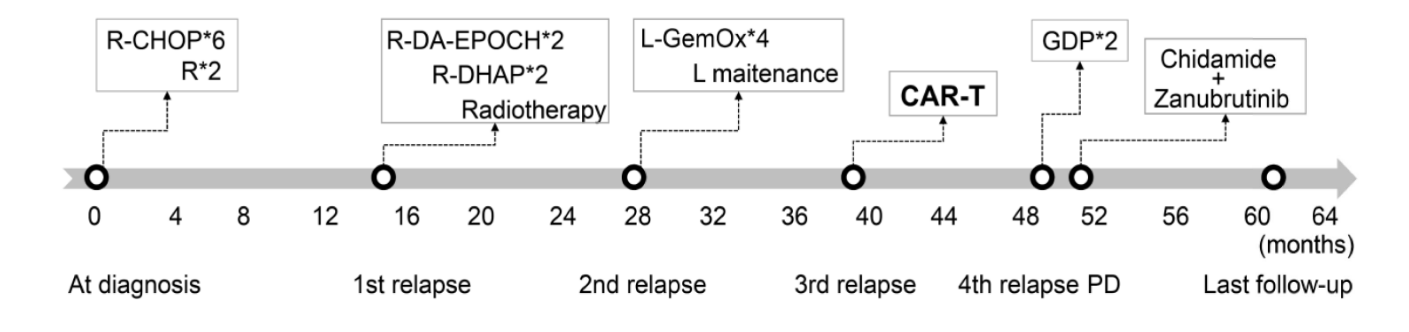 R-CHOP*6
R*2
R-DA-EPOCH*2
R-DHAP*2
Radiotherapy
L-GemOx*4
L maitenance
CAR-T
GDP*2
Chidamide
+
Zanubrutinib
0 4 8 12 16 20 24 28 32 36 40 44 48 52 56 60 64
(months)
At diagnosis 1st relapse 2nd relapse 3rd relapse 4th relapse PD Last follow-up